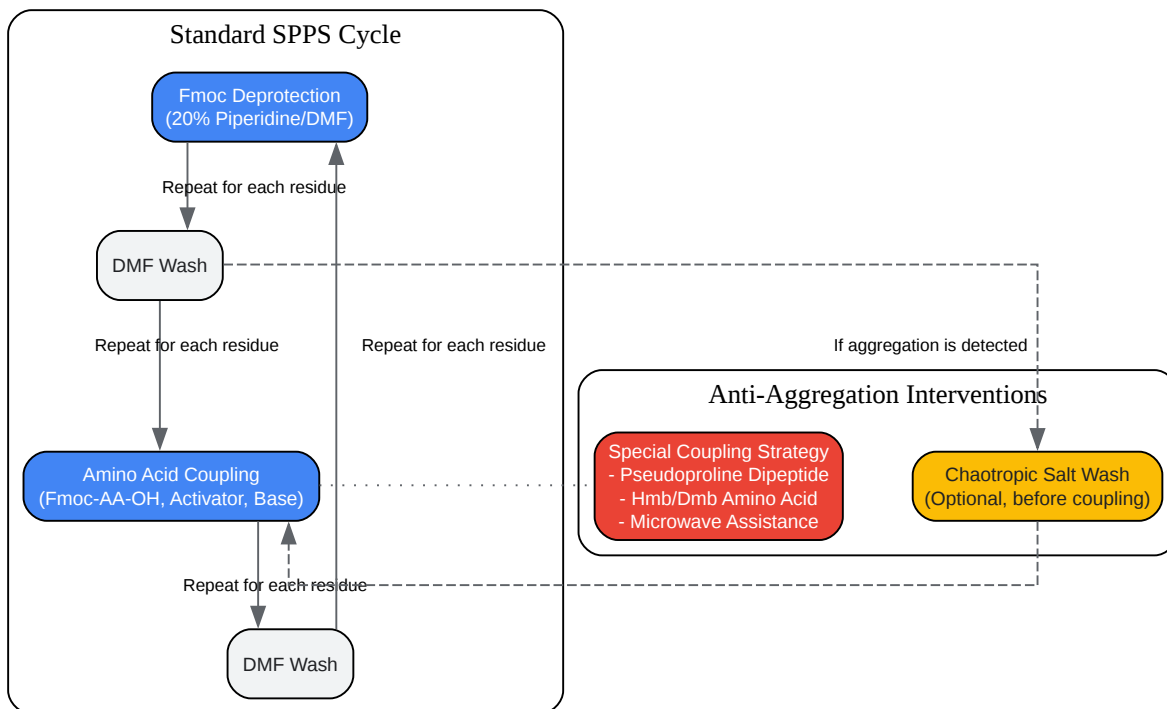 Standard SPPS Cycle
Fmoc Deprotection
(20% Piperidine/DMF)
Repeat for each residue
DMF Wash
Repeat for each residue
Repeat for each residue
If aggregation is detected
Anti-Aggregation Interventions
Amino Acid Coupling
(Fmoc-AA-OH, Activator, Base)
Special Coupling Strategy
- Pseudoproline Dipeptide
- Hmb/Dmb Amino Acid
- Microwave Assistance
Chaotropic Salt Wash
(Optional, before coupling)
Repeat for each residue
DMF Wash